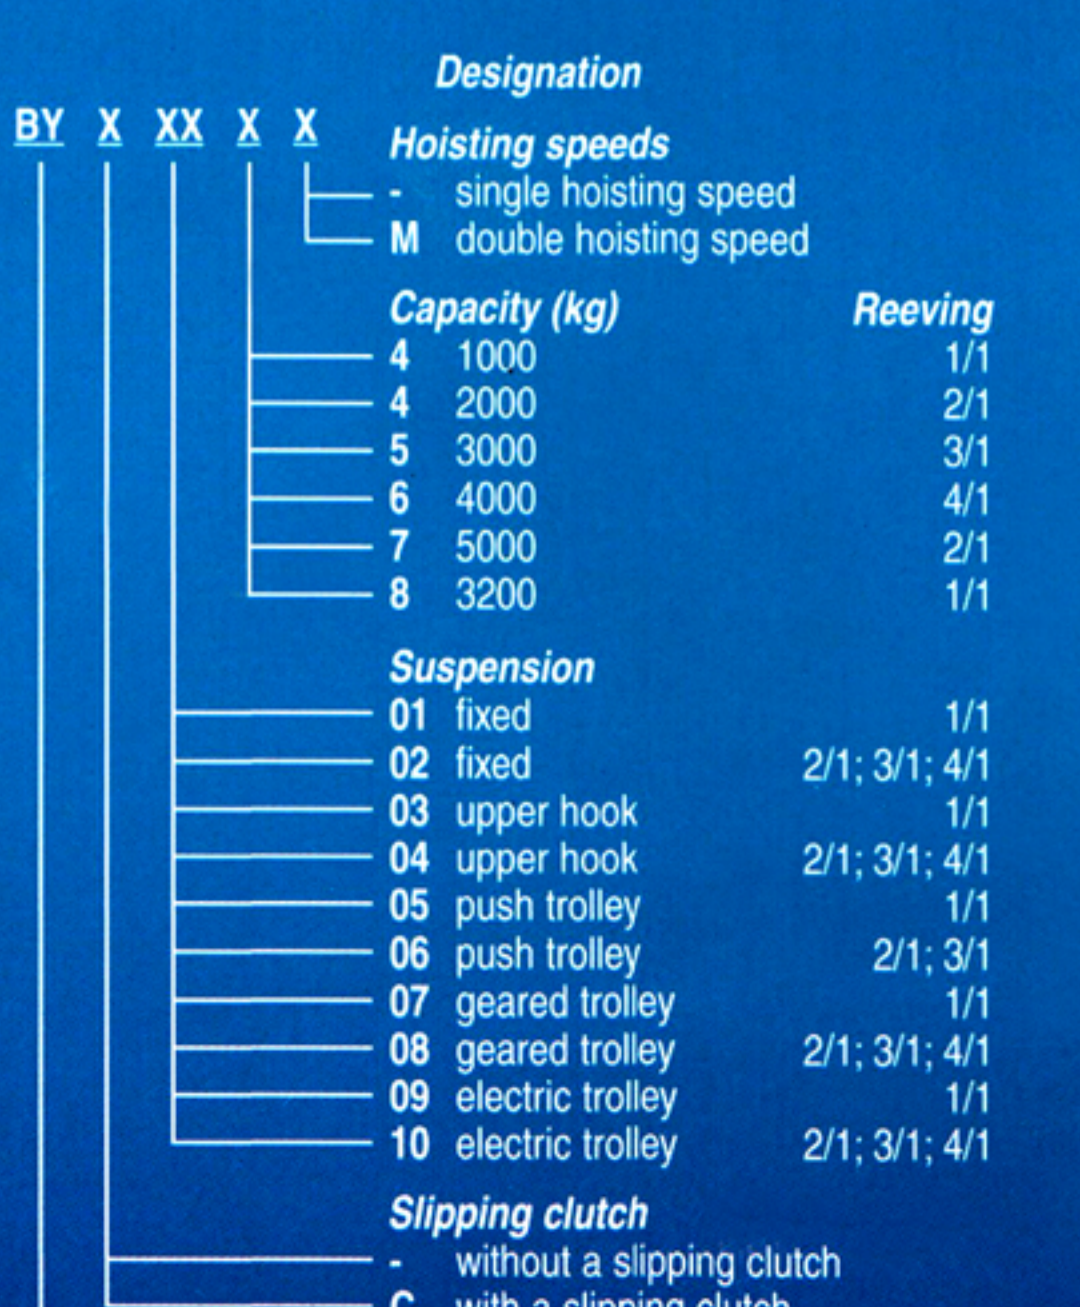 Designation
BY X XX X X
Hoisting speeds
- single hoisting speed
M double hoisting speed
Capacity (kg) Reeving
4 1000 1/1
4 2000 2/1
5 3000 3/1
6 4000 4/1
7 5000 2/1
8 3200 1/1
Suspension
01 fixed 1/1
02 fixed 2/1; 3/1; 4/1
03 upper hook 1/1
04 upper hook 2/1; 3/1; 4/1
05 push trolley 1/1
06 push trolley 2/1; 3/1
07 geared trolley 1/1
08 geared trolley 2/1; 3/1; 4/1
09 electric trolley 1/1
10 electric trolley 2/1; 3/1; 4/1
Slipping clutch
- without a slipping clutch
C with a slipping clutch